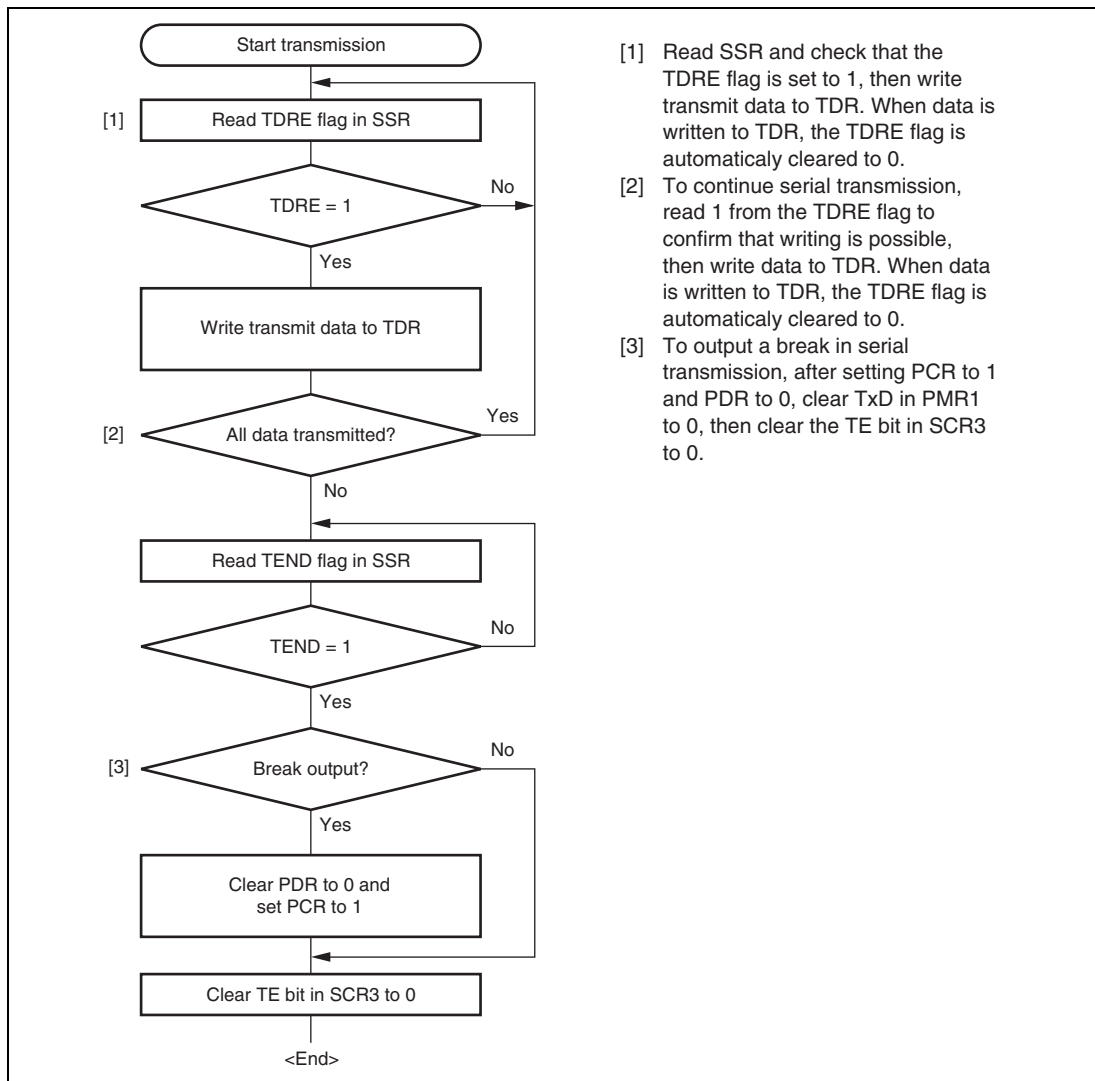 Start transmission
[1]
Read TDRE flag in SSR
No
TDRE = 1
Yes
Write transmit data to TDR
Yes
[2]
All data transmitted?
No
Read TEND flag in SSR
No
TEND = 1
Yes
No
[3]
Break output?
Yes
Clear PDR to 0 and
set PCR to 1
Clear TE bit in SCR3 to 0
<End>
[1] Read SSR and check that the
TDRE flag is set to 1, then write
transmit data to TDR. When data is
written to TDR, the TDRE flag is
automaticaly cleared to 0.
[2] To continue serial transmission,
read 1 from the TDRE flag to
confirm that writing is possible,
then write data to TDR. When data
is written to TDR, the TDRE flag is
automaticaly cleared to 0.
[3] To output a break in serial
transmission, after setting PCR to 1
and PDR to 0, clear TxD in PMR1
to 0, then clear the TE bit in SCR3
to 0.